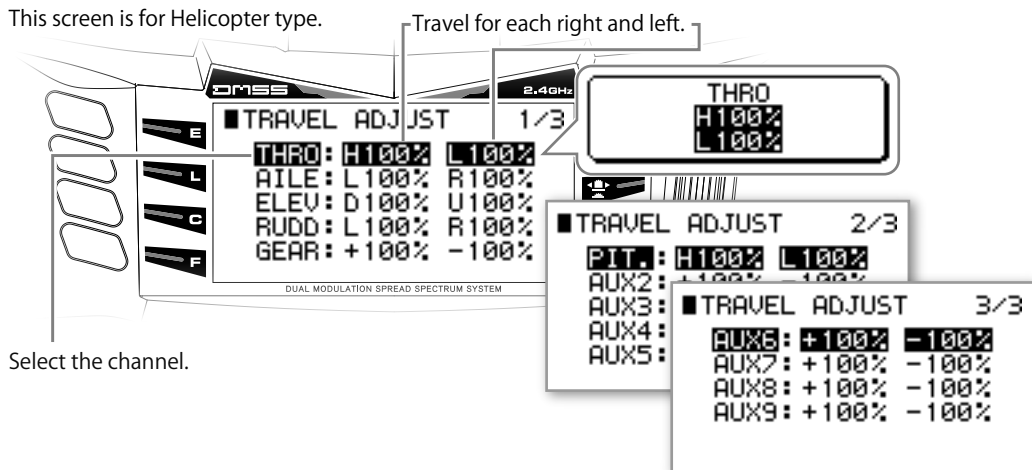 This screen is for Helicopter type.
Travel for each right and left.
DMSS
2.4GHz
■TRAVEL ADJUST 1/3
THRO: H100% L100%
AILE: L100% R100%
ELEV: D100% U100%
RUDD: L100% R100%
GEAR: +100% -100%
E
L
C
F
DUAL MODULATION SPREAD SPECTRUM SYSTEM
THRO
H100%
L100%
■TRAVEL ADJUST 2/3
PIT.: H100% L100%
AUX2: +100% -100%
AUX3:
AUX4:
AUX5:
■TRAVEL ADJUST 3/3
AUX6: +100% -100%
AUX7: +100% -100%
AUX8: +100% -100%
AUX9: +100% -100%
Select the channel.